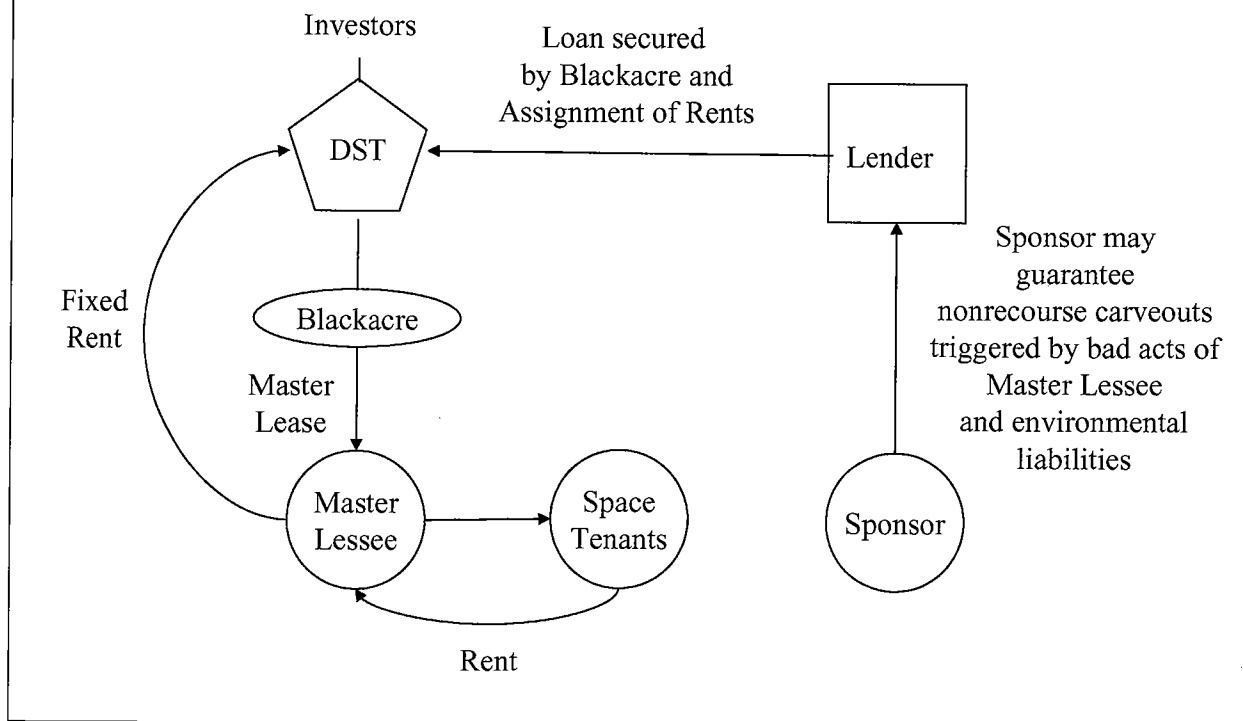 Investors
Loan secured
by Blackacre and
Assignment of Rents
DST
Lender
Sponsor may
guarantee
nonrecourse carveouts
triggered by bad acts of
Master Lessee
and environmental
liabilities
Fixed
Rent
Blackacre
Master
Lease
Master
Lessee
Space
Tenants
Sponsor
Rent